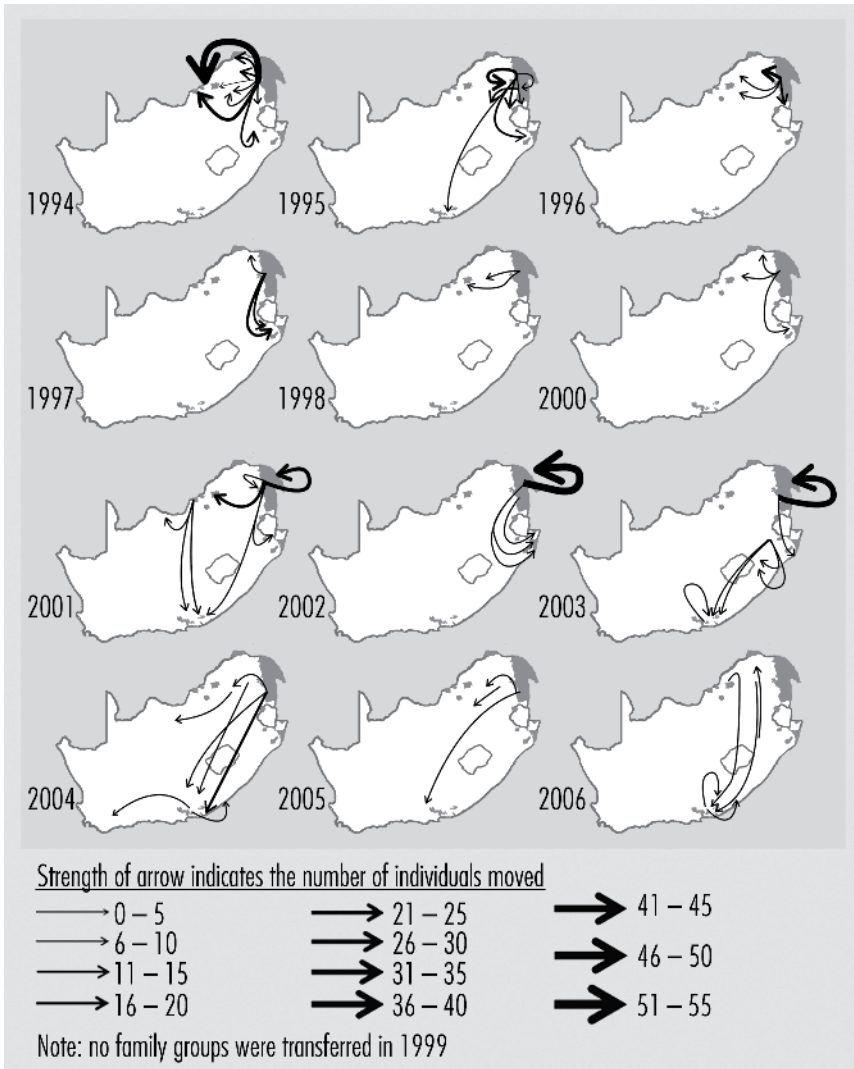 1994
1995
1996
1997
1998
2000
2001
2002
2003
2004
2005
2006
Strength of arrow indicates the number of individuals moved
0 – 5
6 – 10
11 – 15
16 – 20
21 – 25
26 – 30
31 – 35
36 – 40
41 – 45
46 – 50
51 – 55
Note: no family groups were transferred in 1999